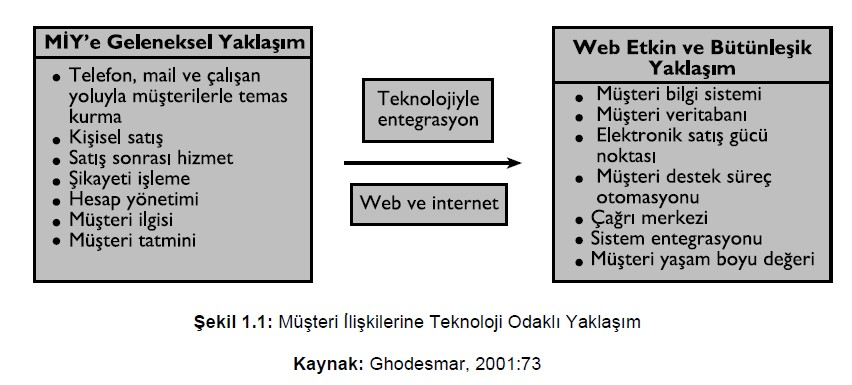 MİY'e Geleneksel Yaklaşım
• Telefon, mail ve çalışan
yoluyla müşterilerle temas
kurma
• Kişisel satış
• Satış sonrası hizmet
• Şikayeti işleme
• Hesap yönetimi
• Müşteri ilgisi
• Müşteri tatmini
Teknolojiyle
entegrasyon
Web ve internet
Web Etkin ve Bütünleşik
Yaklaşım
• Müşteri bilgi sistemi
• Müşteri veritabanı
• Elektronik satış gücü
noktası
• Müşteri destek süreç
otomasyonu
• Çağrı merkezi
• Sistem entegrasyonu
• Müşteri yaşam boyu değeri
Şekil 1.1: Müşteri İlişkilerine Teknoloji Odaklı Yaklaşım
Kaynak: Ghodesmar, 2001:73